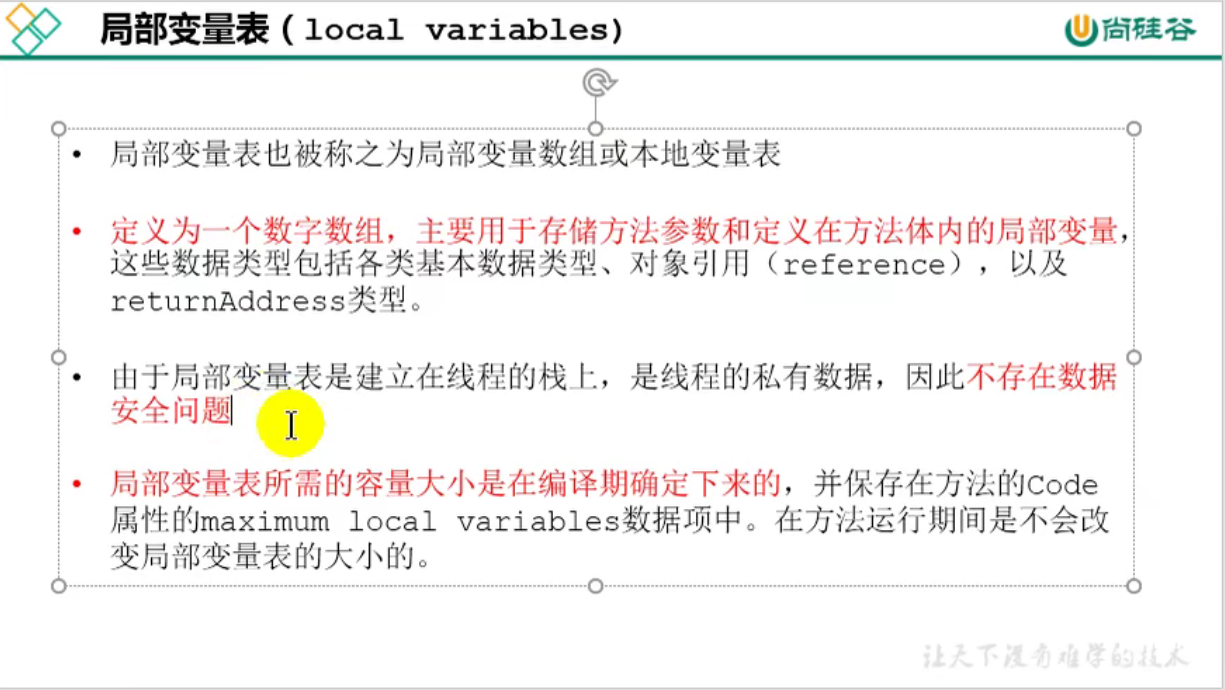 局部变量表（local variables）
尚硅谷
• 局部变量表也被称之为局部变量数组或本地变量表
• 定义为一个数字数组，主要用于存储方法参数和定义在方法体内的局部变量，
这些数据类型包括各类基本数据类型、对象引用（reference），以及
returnAddress类型。
• 由于局部变量表是建立在线程的栈上，是线程的私有数据，因此不存在数据
安全问题
• 局部变量表所需的容量大小是在编译期确定下来的，并保存在方法的Code
属性的maximum local variables数据项中。在方法运行期间是不会改
变局部变量表的大小的。
让天下没有难学的技术